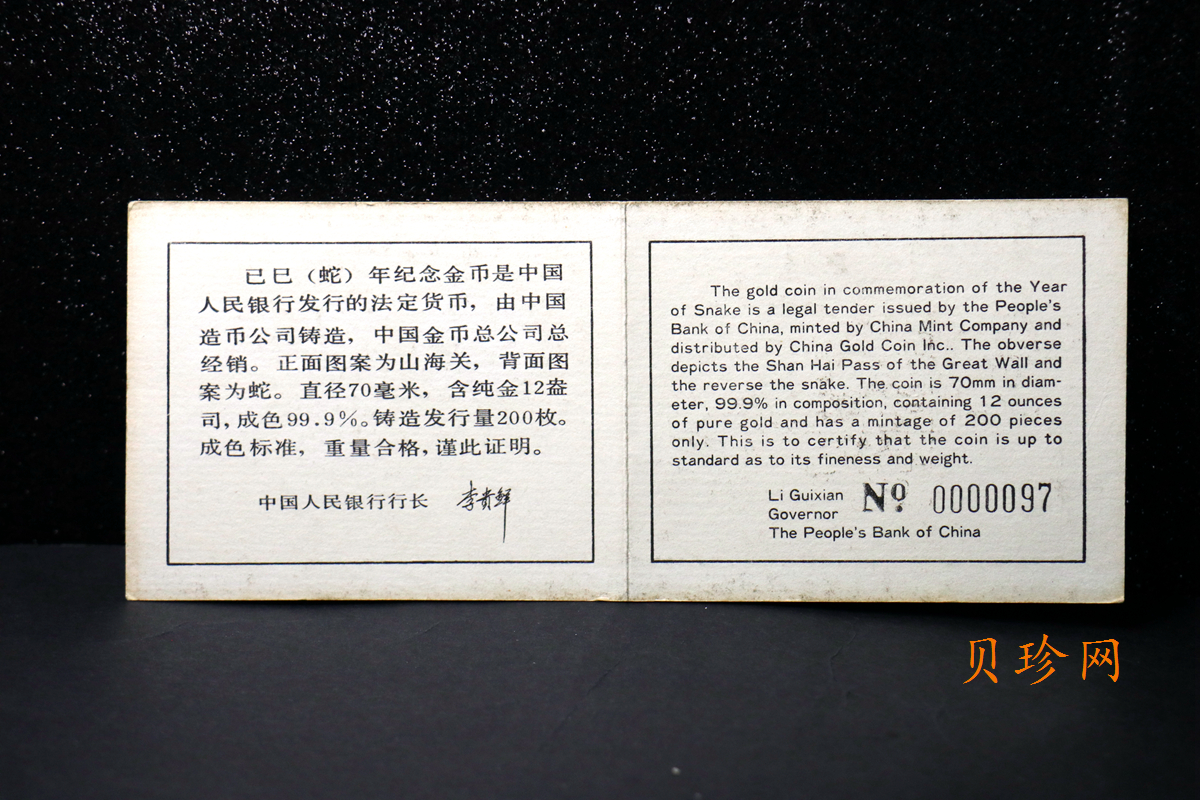 己巳（蛇）年纪念金币是中国
人民银行发行的法定货币，由中国
造币公司铸造，中国金币总公司总
经销。正面图案为山海关，背面图
案为蛇。直径70毫米，含纯金12盎
司，成色99.9%。铸造发行量200枚。
成色标准，重量合格，谨此证明。
中国人民银行行长 李贵鲜
The gold coin in commemoration of the Year
of Snake is a legal tender issued by the People's
Bank of China, minted by China Mint Company and
distributed by China Gold Coin Inc.. The obverse
depicts the Shan Hai Pass of the Great Wall and
the reverse the snake. The coin is 70mm in diam-
eter, 99.9% in composition, containing 12 ounces
of pure gold and has a mintage of 200 pieces
only. This is to certify that the coin is up to
standard as to its fineness and weight.
Li Guixian
Governor
The People's Bank of China
Nº 0000097
贝珍网